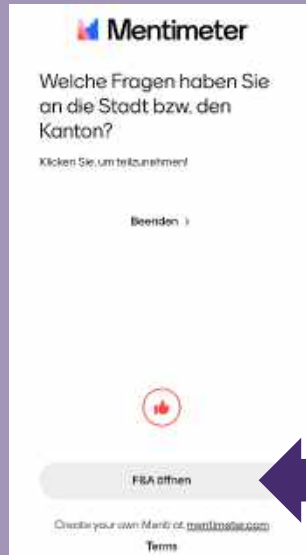 Mentimeter
Welche Fragen haben Sie
an die Stadt bzw. den
Kanton?
Klicken Sie, um teilzunehmen!
Beenden >
F&A öffnen
Create your own Menti at mentimeter.com
Terms